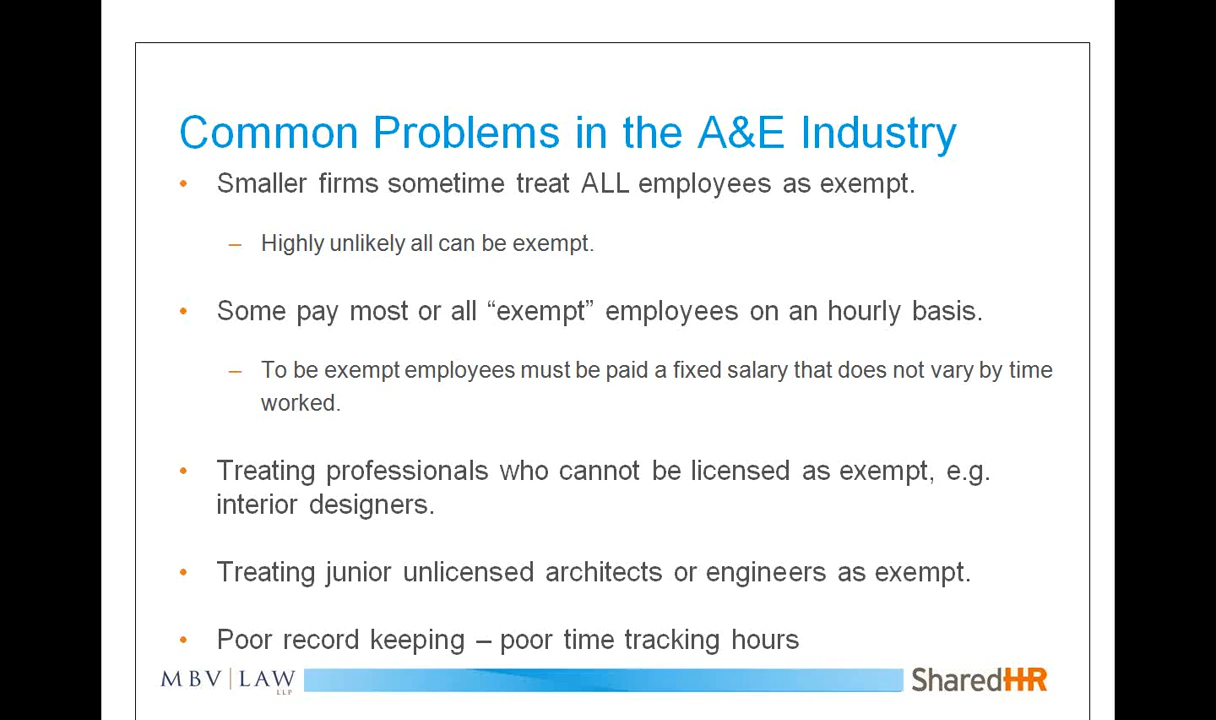 Common Problems in the A&E Industry
• Smaller firms sometime treat ALL employees as exempt.
– Highly unlikely all can be exempt.
• Some pay most or all “exempt” employees on an hourly basis.
– To be exempt employees must be paid a fixed salary that does not vary by time
worked.
• Treating professionals who cannot be licensed as exempt, e.g.
interior designers.
• Treating junior unlicensed architects or engineers as exempt.
• Poor record keeping – poor time tracking hours
MBV | LAW
LLP
SharedHR